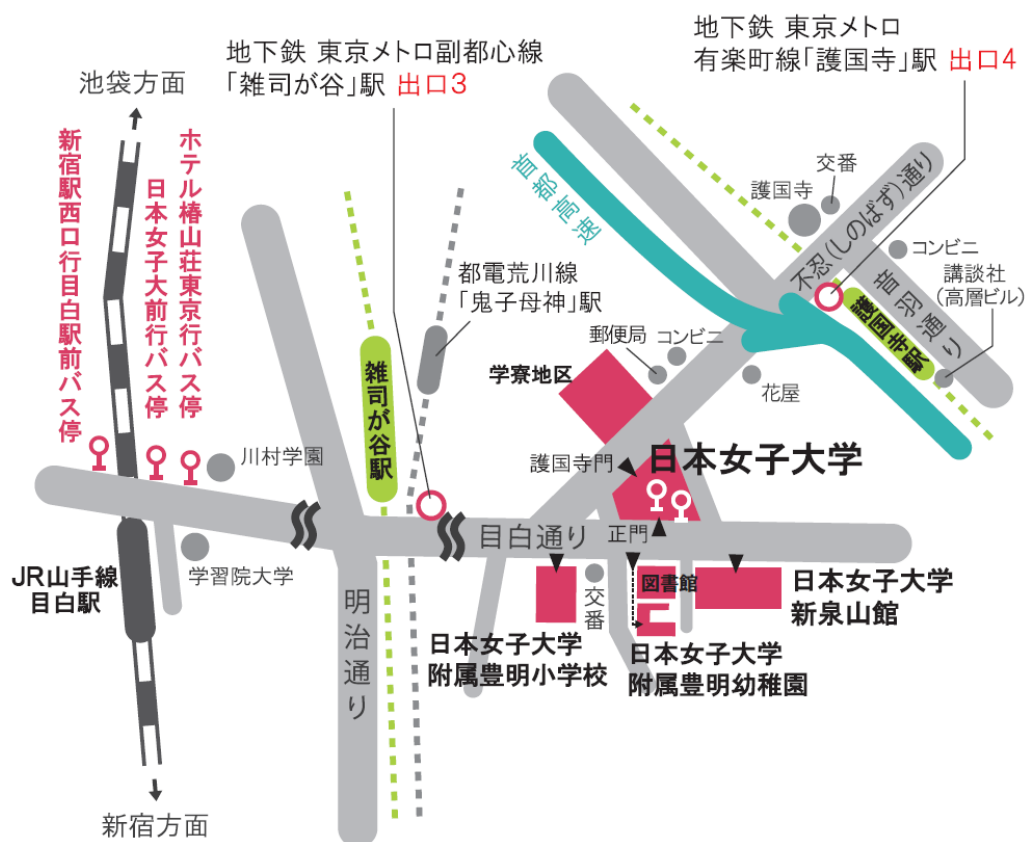 地下鉄 東京メトロ
有楽町線「護国寺」駅 出口4
地下鉄 東京メトロ副都心線
「雑司が谷」駅 出口3
池袋方面
新宿駅西口行目白駅前バス停
日本女子大前行バス停
ホテル椿山荘東京行バス停
首都高速
交番
護国寺
不忍(しのばず)通り
コンビニ
音羽通り
講談社
(高層ビル)
護国寺駅
都電荒川線
「鬼子母神」駅
郵便局
コンビニ
花屋
学寮地区
雑司が谷駅
川村学園
護国寺門
日本女子大学
目白通り
正門
学習院大学
JR山手線
目白駅
明治通り
交番
図書館
日本女子大学
新泉山館
日本女子大学
附属豊明小学校
日本女子大学
附属豊明幼稚園
新宿方面